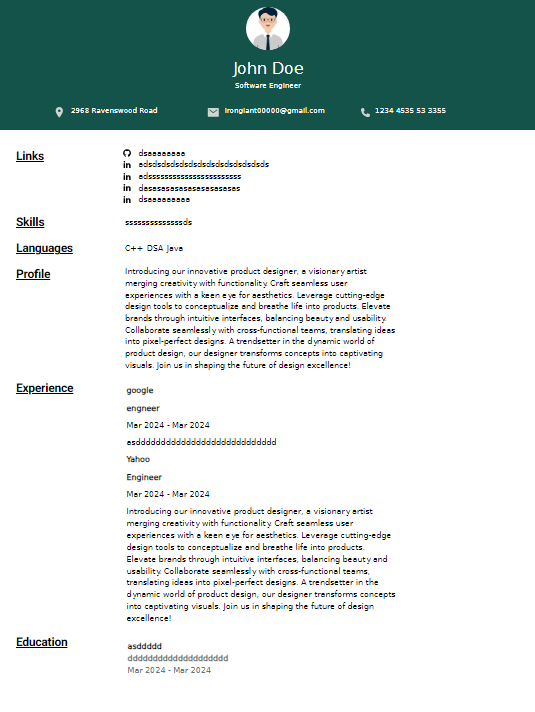 John Doe
Software Engineer
2968 Ravenswood Road
irongiant00000@gmail.com
1234 4535 53 3355
Links
dsaaaaaaaa
adsdsdsdsdsdsdsdsdsdsdsdsdsdsds
adsssssssssssssssssssssss
dasasasasasasasasasasas
dsaaaaaaaaa
Skills
ssssssssssssssds
Languages
C++ DSA Java
Profile
Introducing our innovative product designer, a visionary artist
merging creativity with functionality. Craft seamless user
experiences with a keen eye for aesthetics. Leverage cutting-edge
design tools to conceptualize and breathe life into products. Elevate
brands through intuitive interfaces, balancing beauty and usability.
Collaborate seamlessly with cross-functional teams, translating ideas
into pixel-perfect designs. A trendsetter in the dynamic world of
product design, our designer transforms concepts into captivating
visuals. Join us in shaping the future of design excellence!
Experience
google
engneer
Mar 2024 - Mar 2024
asdddddddddddddddddddddddddddd
Yahoo
Engineer
Mar 2024 - Mar 2024
Introducing our innovative product designer, a visionary artist
merging creativity with functionality. Craft seamless user
experiences with a keen eye for aesthetics. Leverage cutting-edge
design tools to conceptualize and breathe life into products.
Elevate brands through intuitive interfaces, balancing beauty and
usability. Collaborate seamlessly with cross-functional teams,
translating ideas into pixel-perfect designs. A trendsetter in the
dynamic world of product design, our designer transforms concepts
into captivating visuals. Join us in shaping the future of design
excellence!
Education
asddddd
dddddddddddddddddddd
Mar 2024 - Mar 2024